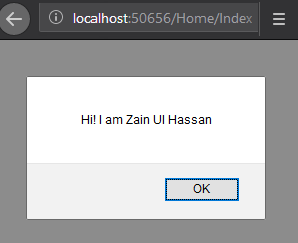 localhost:50656/Home/Index
Hi! I am Zain Ul Hassan
OK